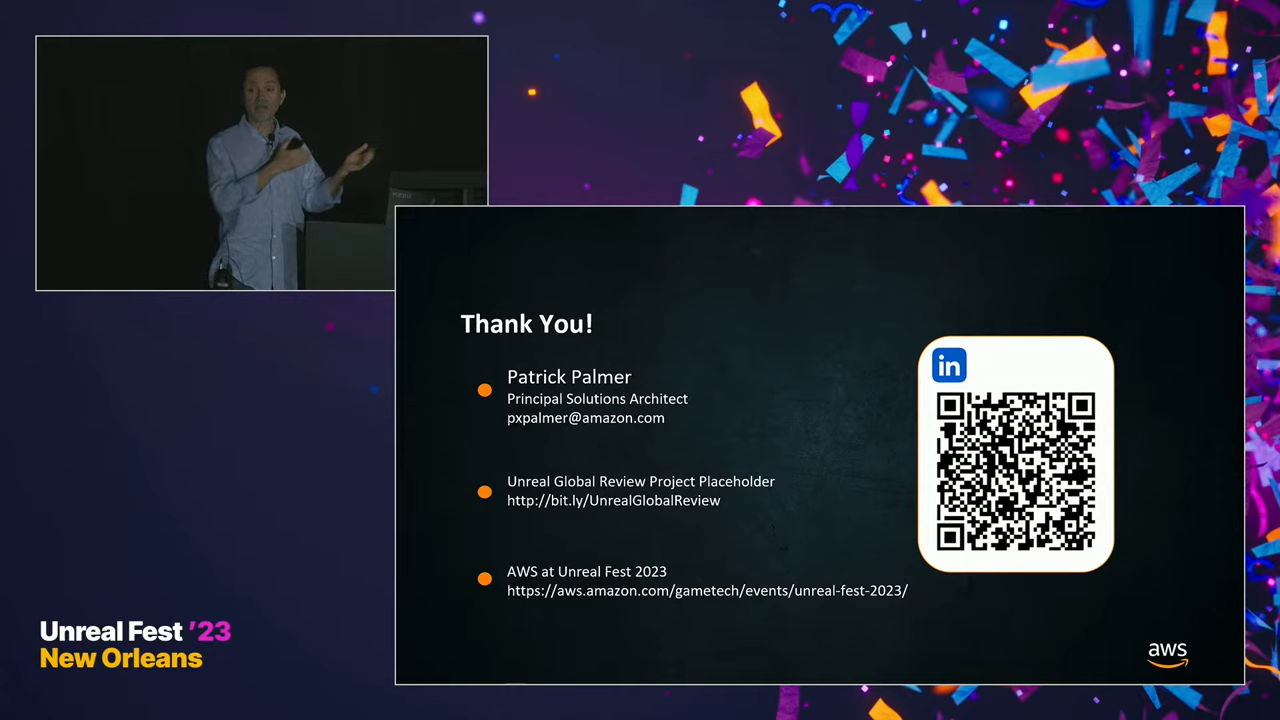 Thank You!
Patrick Palmer
Principal Solutions Architect
pxpalmer@amazon.com
Unreal Global Review Project Placeholder
http://bit.ly/UnrealGlobalReview
AWS at Unreal Fest 2023
https://aws.amazon.com/gametech/events/unreal-fest-2023/
in
aws
Unreal Fest ’23
New Orleans